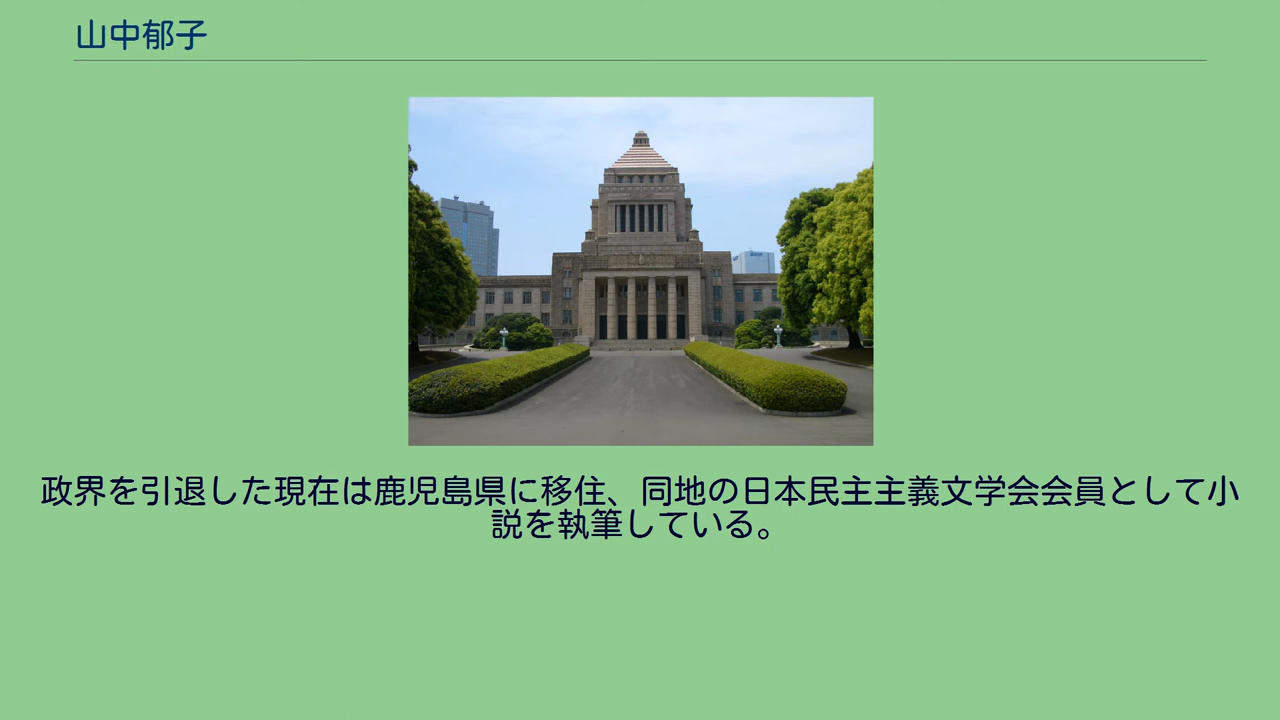 山中郁子
政界を引退した現在は鹿児島県に移住、同地の日本民主主義文学会会員として小
説を執筆している。